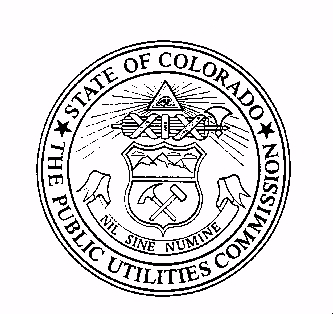 STATE OF COLORADO
THE PUBLIC UTILITIES COMMISSION
NIL SINE NUMINE